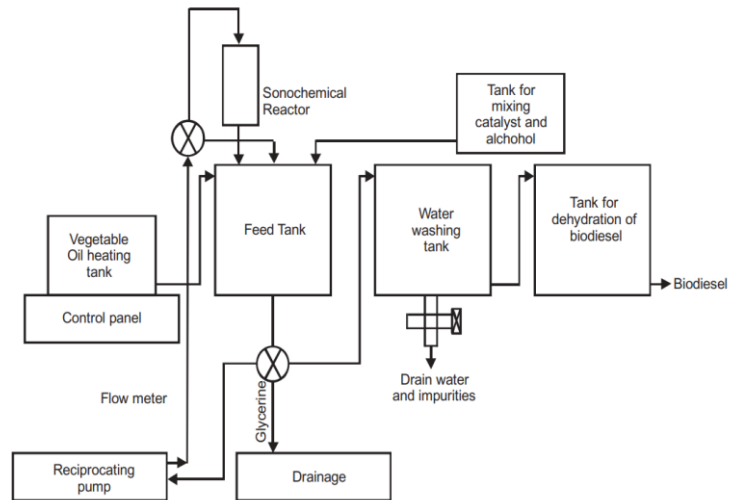 Sonochemical
Reactor
Tank for
mixing
catalyst and
alchohol
Vegetable
Oil heating
tank
Control panel
Feed Tank
Water
washing
tank
Tank for
dehydration of
biodiesel
Biodiesel
Drain water
and impurities
Flow meter
Glycerine
Reciprocating
pump
Drainage